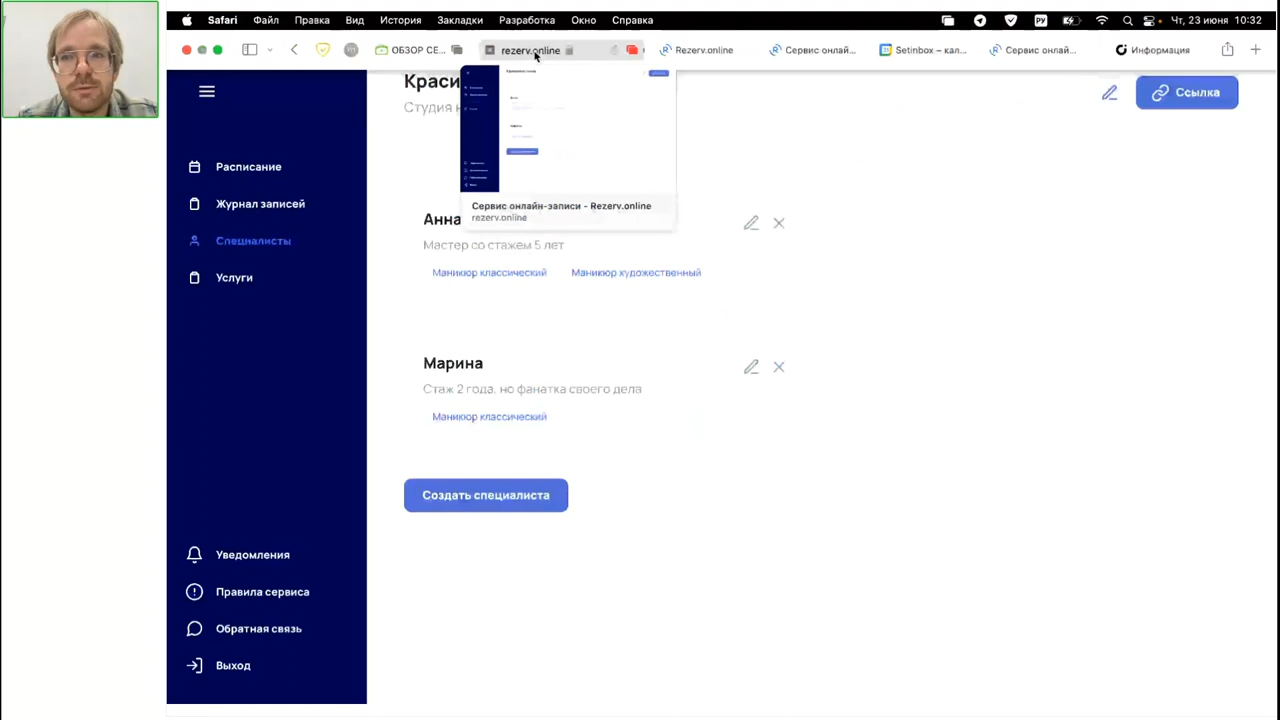 Safari Файл Правка Вид История Закладки Разработка Окно Справка РУ Чт, 23 июня 10:32
ОБЗОР СЕ... rezerv.online Rezerv.online Сервис онлай... Setinbox – кал... Сервис онлай... Информация
Краси
Студия
Ссылка
Расписание
Журнал записей
Специалисты
Услуги
Сервис онлайн-записи - Rezerv.online
rezerv.online
Анна
Мастер со стажем 5 лет
Маникюр классический Маникюр художественный
Марина
Стаж 2 года, но фанатка своего дела
Маникюр классический
Создать специалиста
Уведомления
Правила сервиса
Обратная связь
Выход